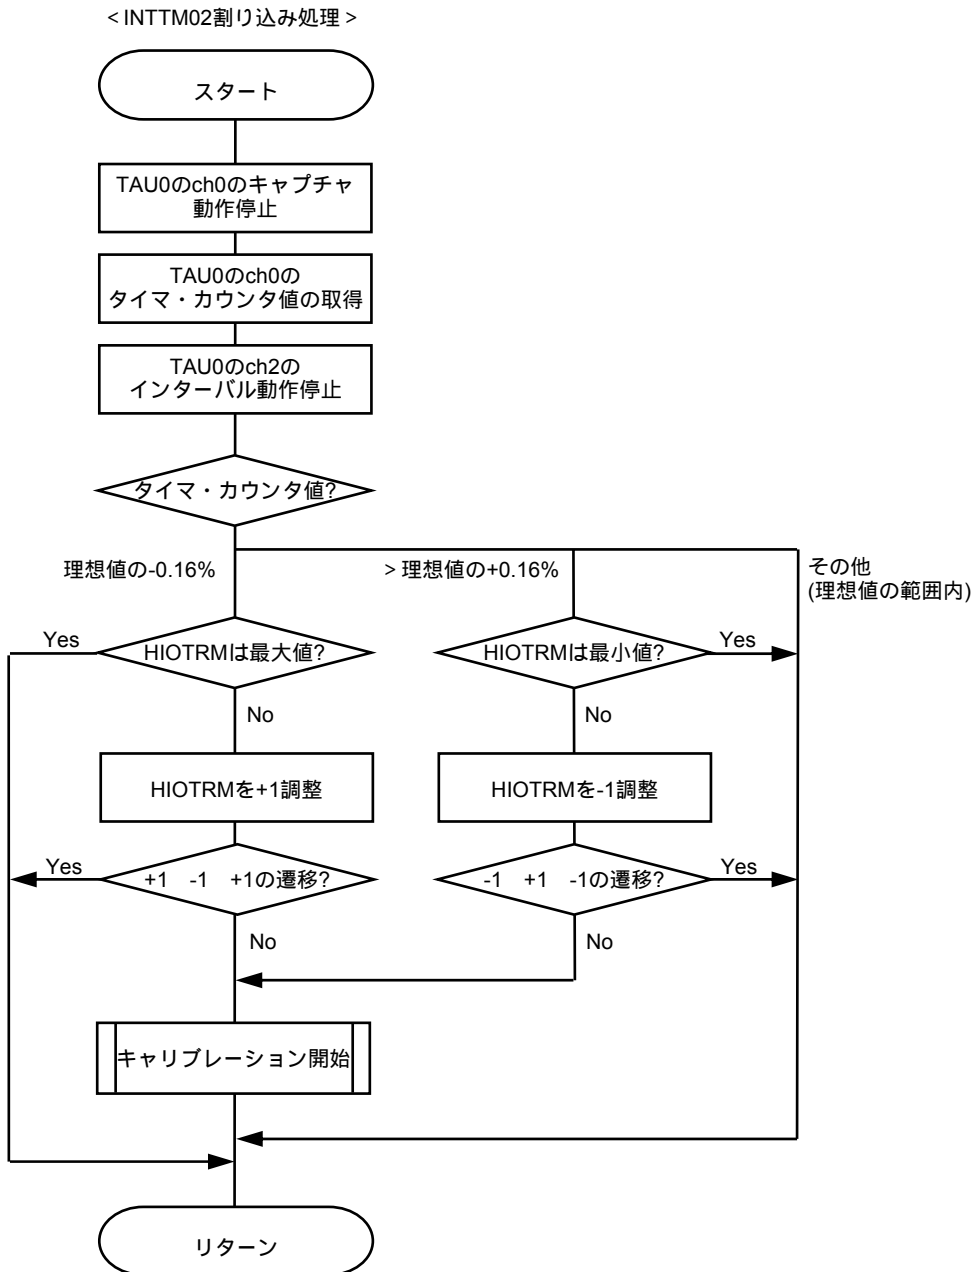 < INTTM02割り込み処理 >
スタート
TAU0のch0のキャプチャ
動作停止
TAU0のch0の
タイマ・カウンタ値の取得
TAU0のch2の
インターバル動作停止
タイマ・カウンタ値?
理想値の-0.16%
> 理想値の+0.16%
その他
(理想値の範囲内)
Yes
HIOTRMは最大値?
HIOTRMは最小値?
Yes
No
No
HIOTRMを+1調整
HIOTRMを-1調整
Yes
+1 -1 +1の遷移?
-1 +1 -1の遷移?
Yes
No
No
キャリブレーション開始
リターン